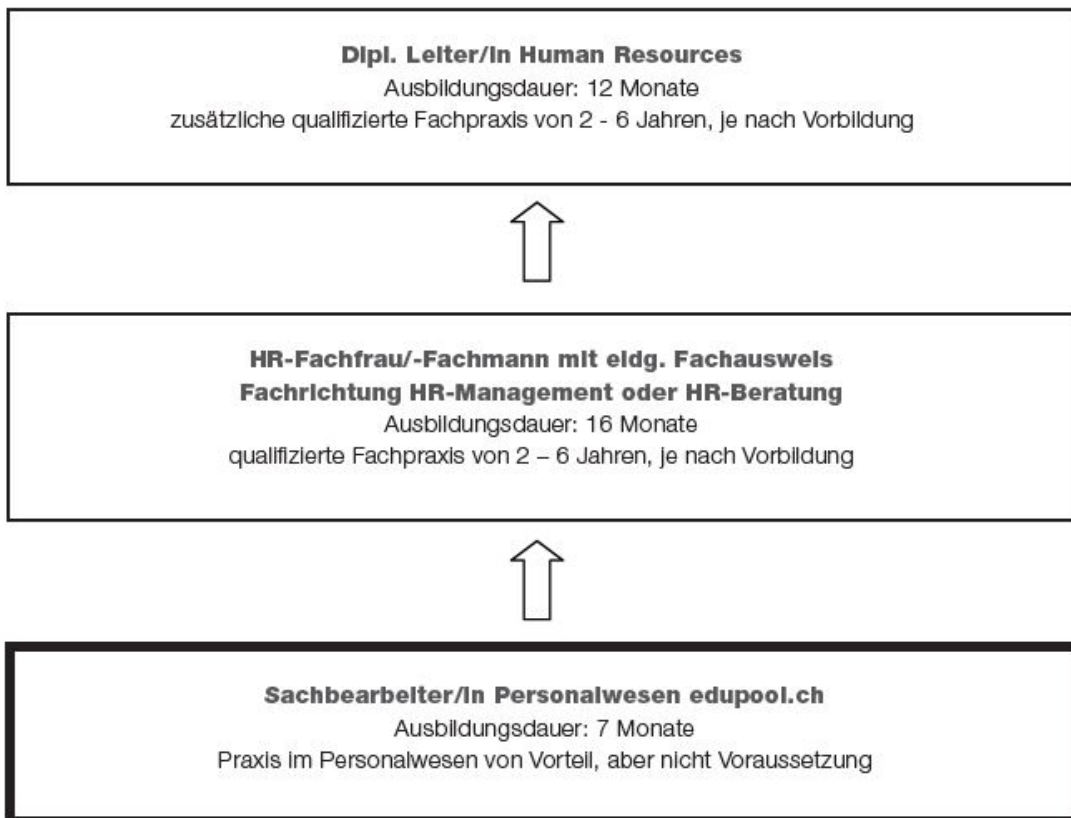 Dipl. Leiter/in Human Resources
Ausbildungsdauer: 12 Monate
zusätzliche qualifizierte Fachpraxis von 2 - 6 Jahren, je nach Vorbildung
HR-Fachfrau/-Fachmann mit eidg. Fachausweis
Fachrichtung HR-Management oder HR-Beratung
Ausbildungsdauer: 16 Monate
qualifizierte Fachpraxis von 2 – 6 Jahren, je nach Vorbildung
Sachbearbeiter/in Personalwesen edupool.ch
Ausbildungsdauer: 7 Monate
Praxis im Personalwesen von Vorteil, aber nicht Voraussetzung